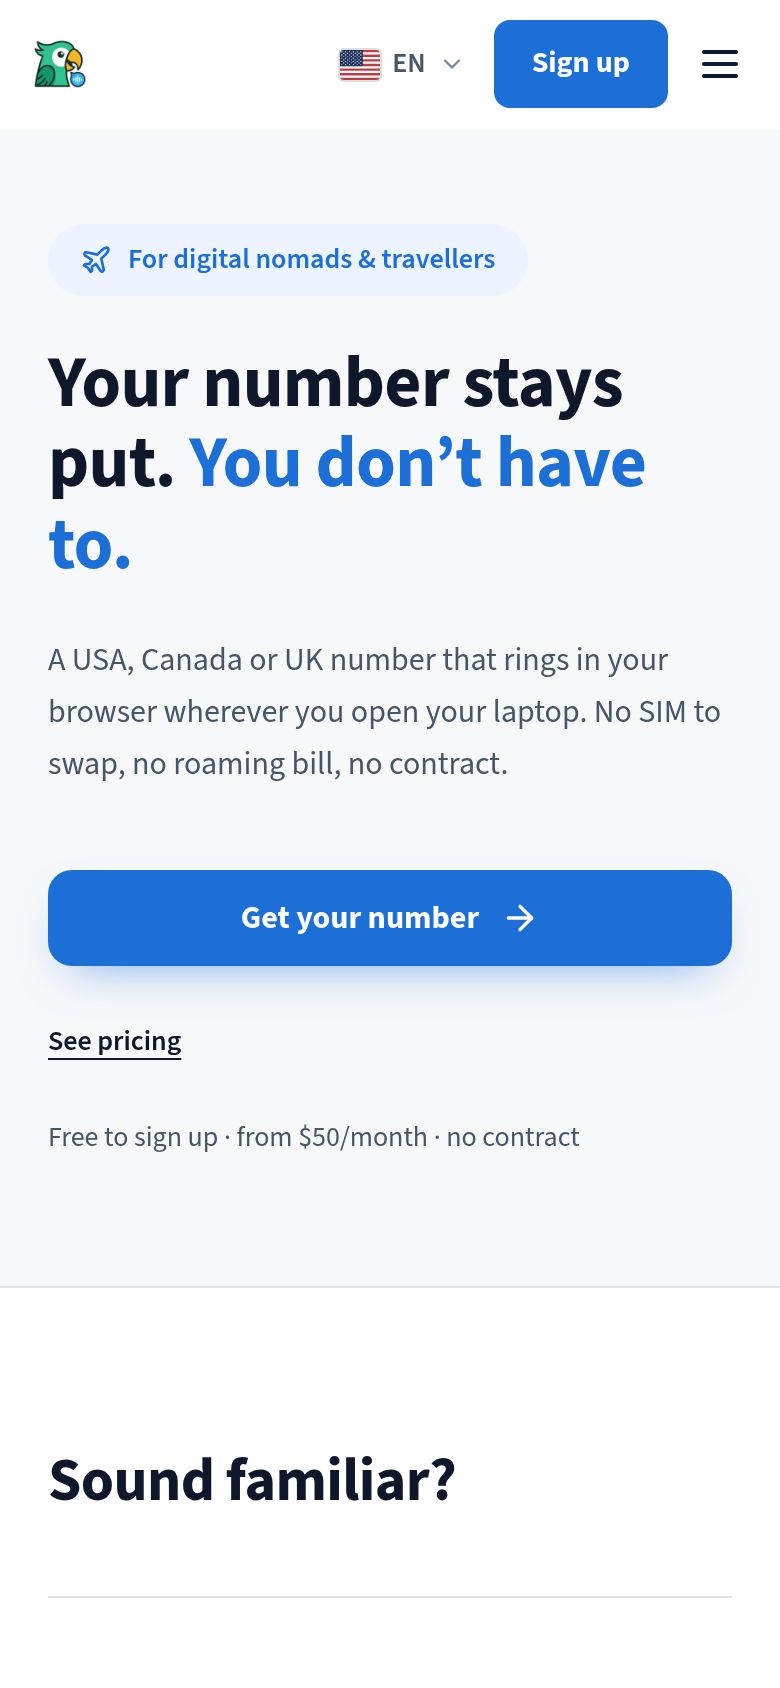 EN
Sign up
For digital nomads & travellers
Your number stays
put. You don’t have
to.
A USA, Canada or UK number that rings in your
browser wherever you open your laptop. No SIM to
swap, no roaming bill, no contract.
Get your number
See pricing
Free to sign up · from $50/month · no contract
Sound familiar?